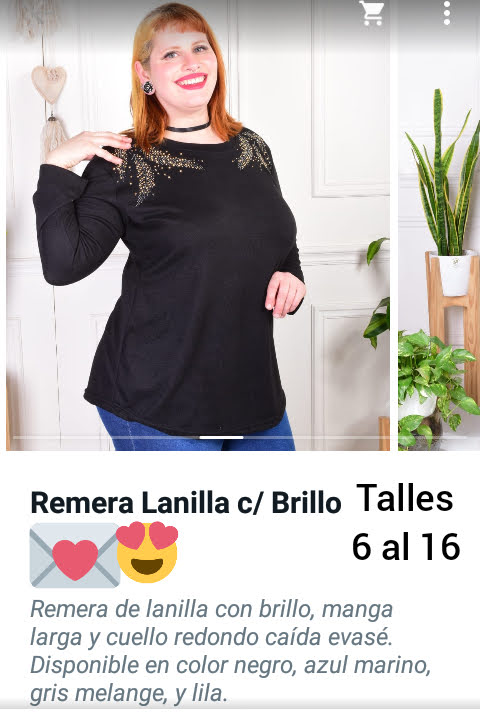 Remera Lanilla c/ Brillo
Talles
6 al 16
Remera de lanilla con brillo, manga
larga y cuello redondo caída evasé.
Disponible en color negro, azul marino,
gris melange, y lila.